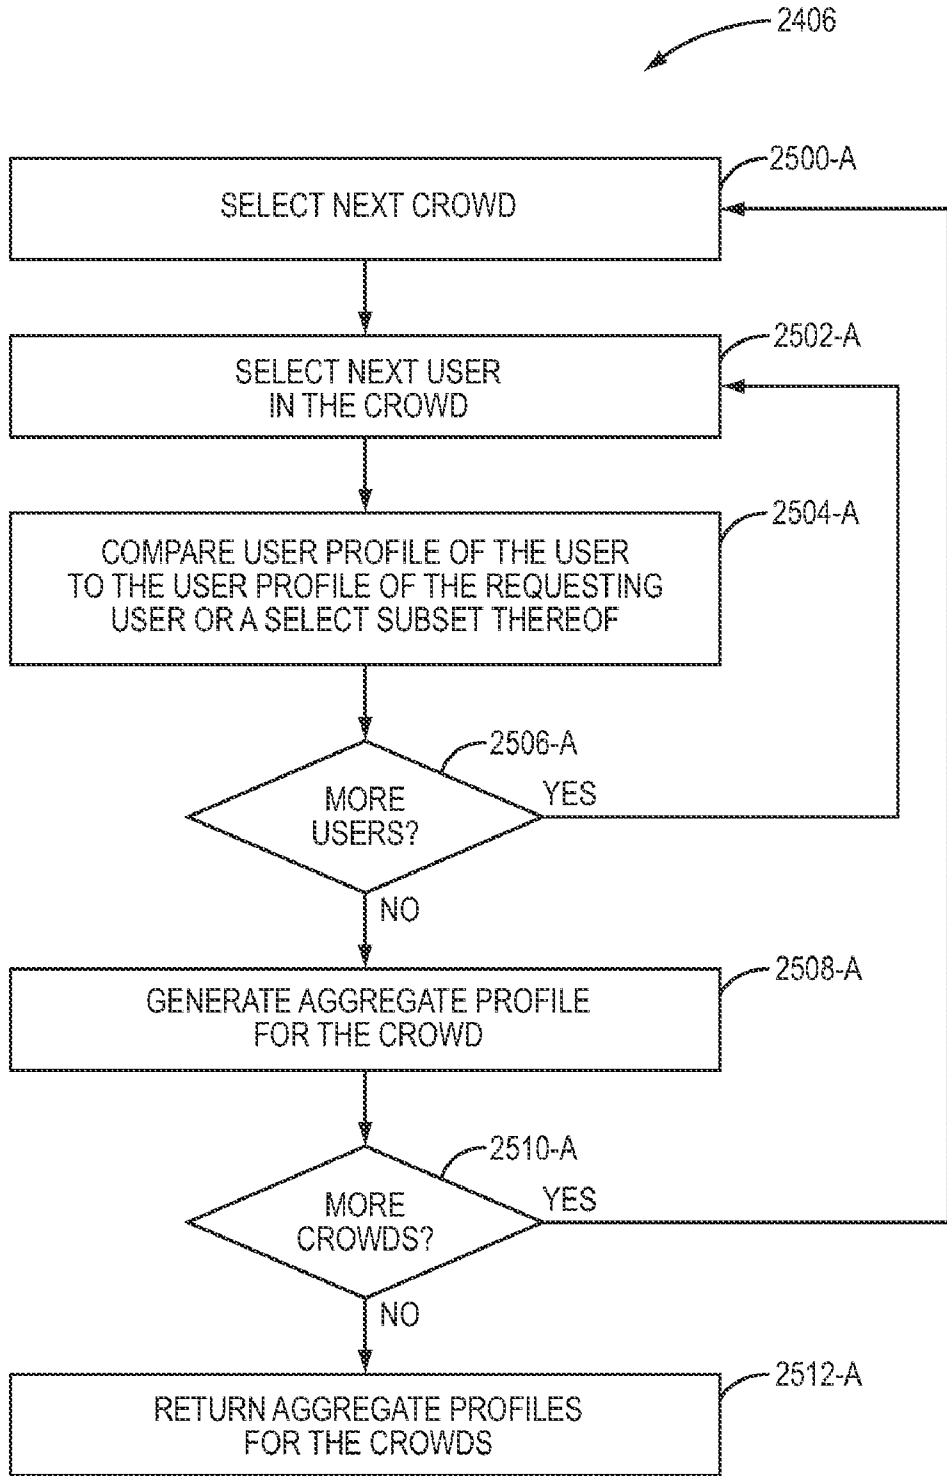 2406
2500-A
SELECT NEXT CROWD
2502-A
SELECT NEXT USER
IN THE CROWD
2504-A
COMPARE USER PROFILE OF THE USER
TO THE USER PROFILE OF THE REQUESTING
USER OR A SELECT SUBSET THEREOF
2506-A
YES
MORE
USERS?
NO
2508-A
GENERATE AGGREGATE PROFILE
FOR THE CROWD
2510-A
YES
MORE
CROWDS?
NO
2512-A
RETURN AGGREGATE PROFILES
FOR THE CROWDS